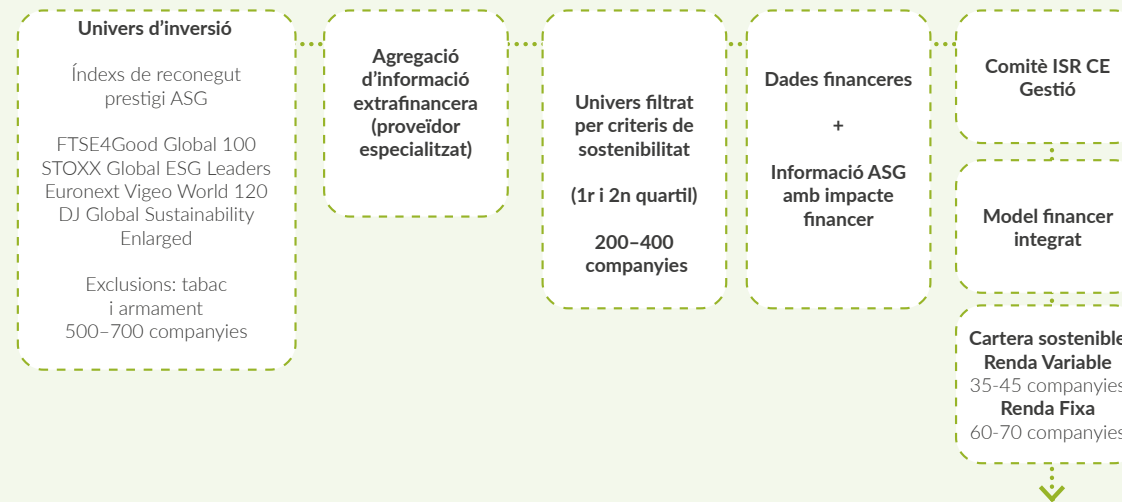 Univers d'inversió
Índexs de reconegut
prestigi ASG
FTSE4Good Global 100
STOXX Global ESG Leaders
Euronext Vigeo World 120
DJ Global Sustainability
Enlarged
Exclusions: tabac
i armament
500–700 companyies
Agregació
d'informació
extrafinancera
(proveïdor
especialitzat)
Univers filtrat
per criteris de
sostenibilitat
(1r i 2n quartil)
200–400
companyies
Dades financeres
+
Informació ASG
amb impacte
financer
Comitè ISR CE
Gestió
Model financer
integrat
Cartera sostenible
Renda Variable
35-45 companyies
Renda Fixa
60-70 companyies